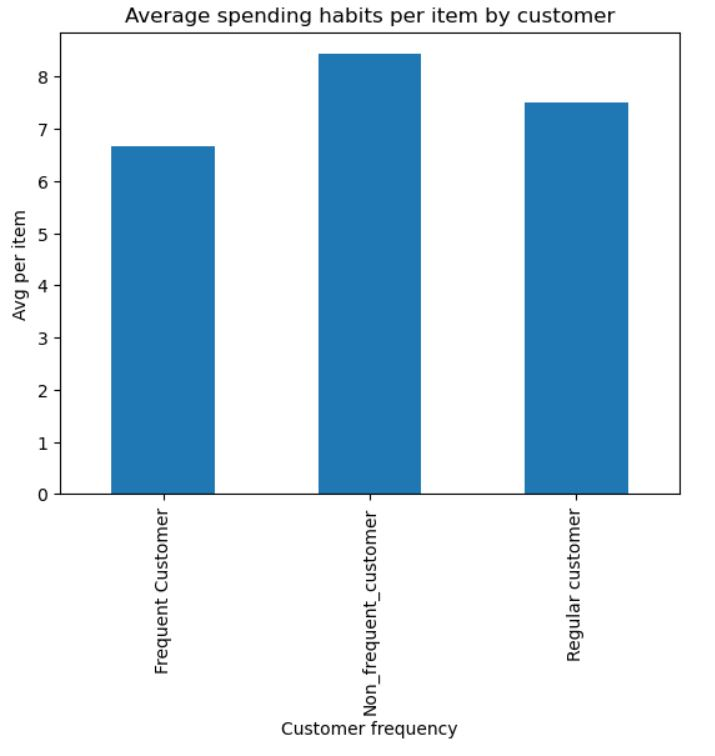 Average spending habits per item by customer
8
7
6
5
4
3
2
1
0
Avg per item
Frequent Customer
Non_frequent_customer
Regular customer
Customer frequency